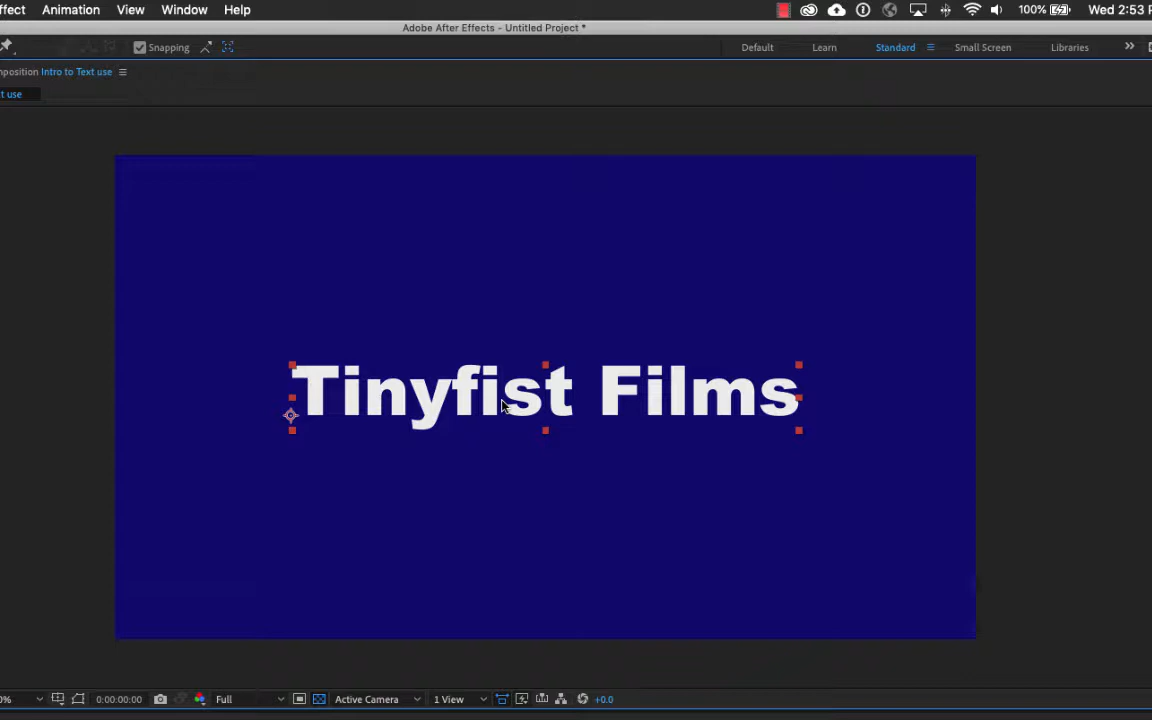 ffect Animation View Window Help 100% Wed 2:53 P
Adobe After Effects - Untitled Project *
Snapping Default Learn Standard Small Screen Libraries
mposition Intro to Text use
t use
Tinyfist Films
0% 0:00:00:00 Full Active Camera 1 View +0.0